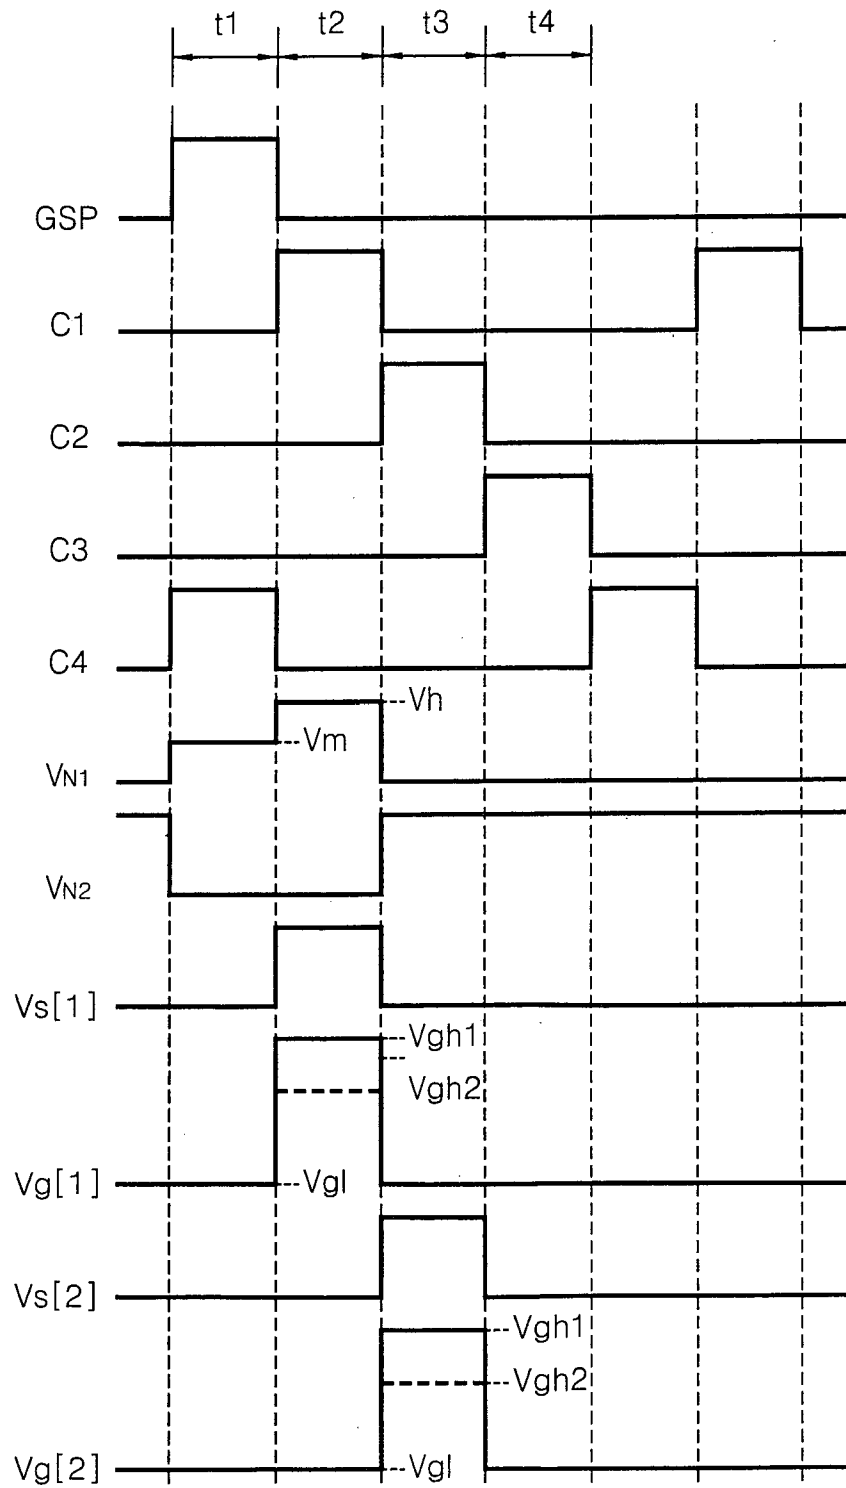 t1 t2 t3 t4
GSP
C1
C2
C3
C4
Vh
Vm
VN1
VN2
Vs[1]
Vgh1
Vgh2
Vg[1]
Vgl
Vs[2]
Vgh1
Vgh2
Vg[2]
Vgl